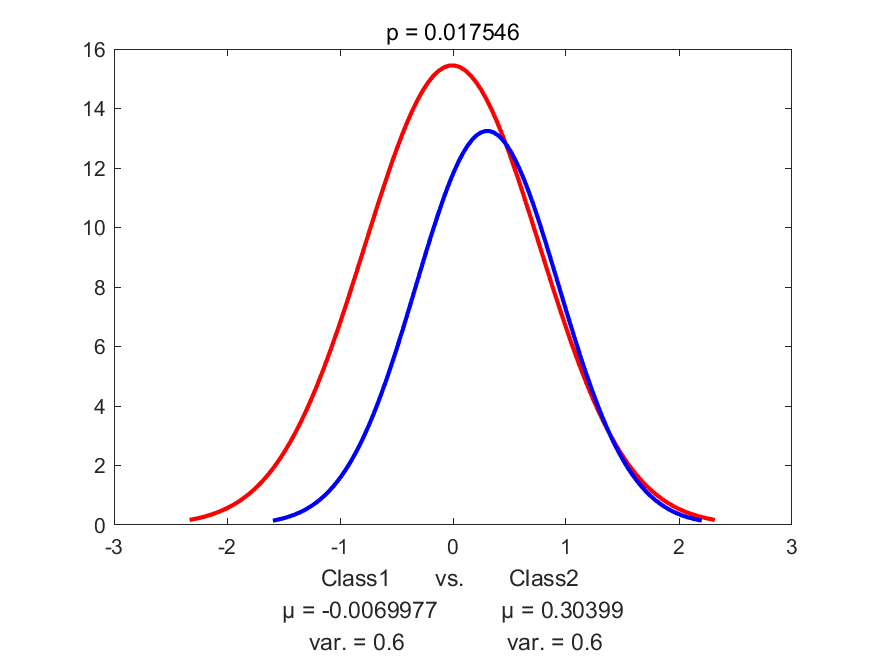 p = 0.017546
16
14
12
10
8
6
4
2
0
-3 -2 -1 0 1 2 3
Class1 vs. Class2
μ = -0.0069977 μ = 0.30399
var. = 0.6 var. = 0.6